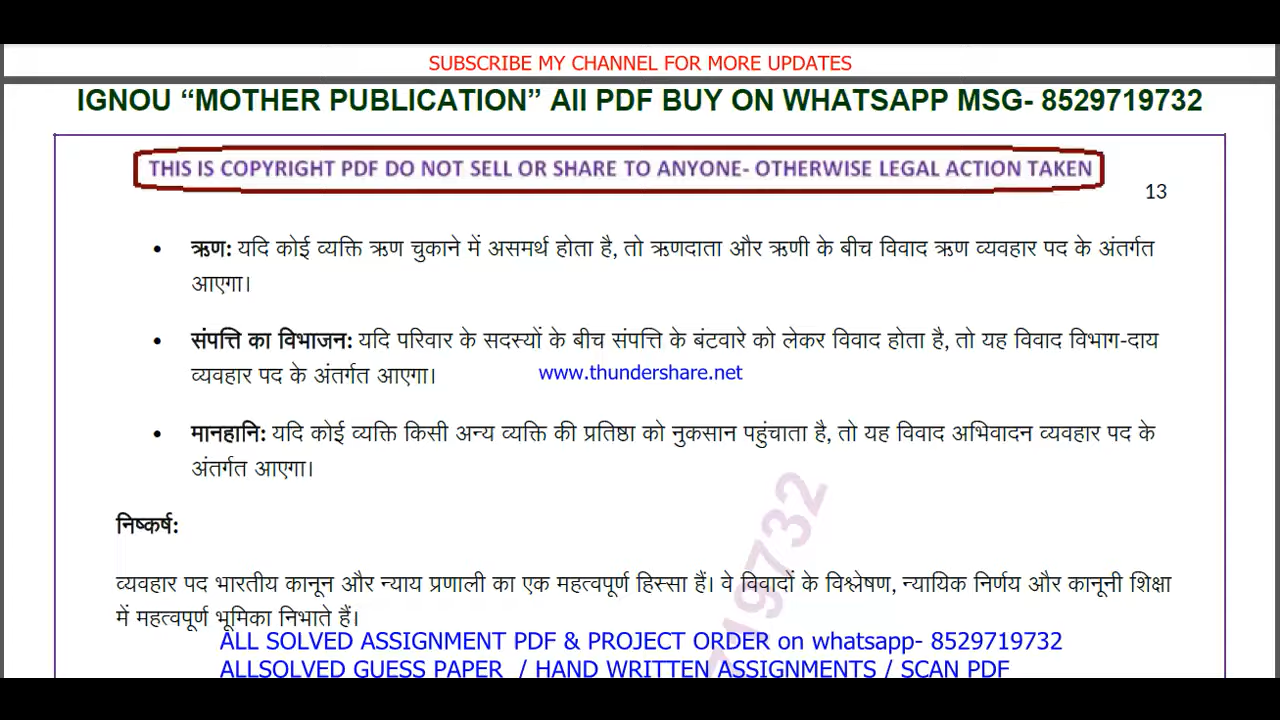 SUBSCRIBE MY CHANNEL FOR MORE UPDATES
IGNOU “MOTHER PUBLICATION” All PDF BUY ON WHATSAPP MSG- 8529719732
THIS IS COPYRIGHT PDF DO NOT SELL OR SHARE TO ANYONE- OTHERWISE LEGAL ACTION TAKEN
13
• ऋण: यदि कोई व्यक्ति ऋण चुकाने में असमर्थ होता है, तो ऋणदाता और ऋणी के बीच विवाद ऋण व्यवहार पद के अंतर्गत
आएगा।
• संपत्ति का विभाजन: यदि परिवार के सदस्यों के बीच संपत्ति के बंटवारे को लेकर विवाद होता है, तो यह विवाद विभाग-दाय
व्यवहार पद के अंतर्गत आएगा।
www.thundershare.net
• मानहानि: यदि कोई व्यक्ति किसी अन्य व्यक्ति की प्रतिष्ठा को नुकसान पहुंचाता है, तो यह विवाद अभिवादन व्यवहार पद के
अंतर्गत आएगा।
निष्कर्ष:
व्यवहार पद भारतीय कानून और न्याय प्रणाली का एक महत्वपूर्ण हिस्सा हैं। वे विवादों के विश्लेषण, न्यायिक निर्णय और कानूनी शिक्षा
में महत्वपूर्ण भूमिका निभाते हैं।
19732
ALL SOLVED ASSIGNMENT PDF & PROJECT ORDER on whatsapp- 8529719732
ALLSOLVED GUESS PAPER / HAND WRITTEN ASSIGNMENTS / SCAN PDF